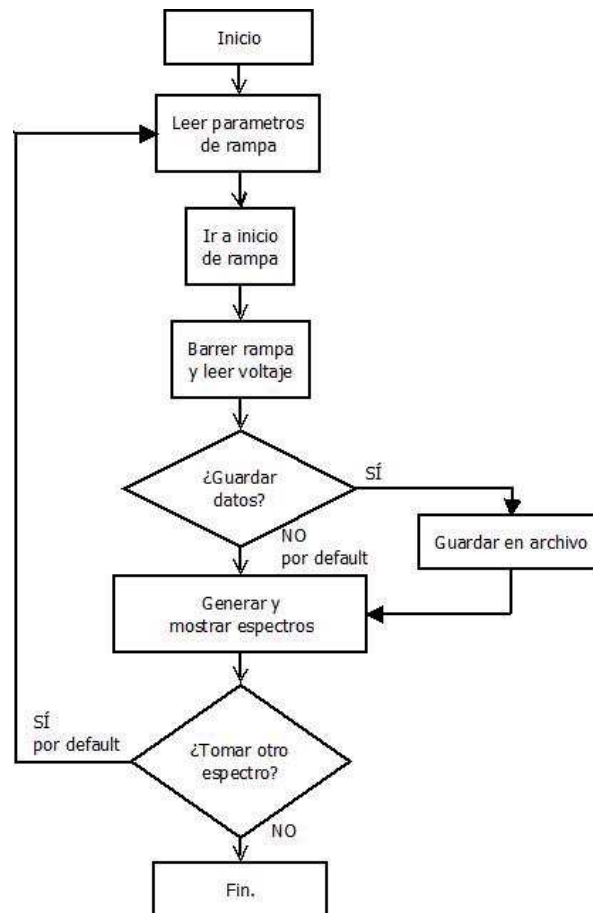 Inicio
Leer parametros
de rampa
Ir a inicio
de rampa
Barrer rampa
y leer voltaje
¿Guardar
datos?
SÍ
NO
por default
Guardar en archivo
Generar y
mostrar espectros
SÍ
por default
¿Tomar otro
espectro?
NO
Fin.